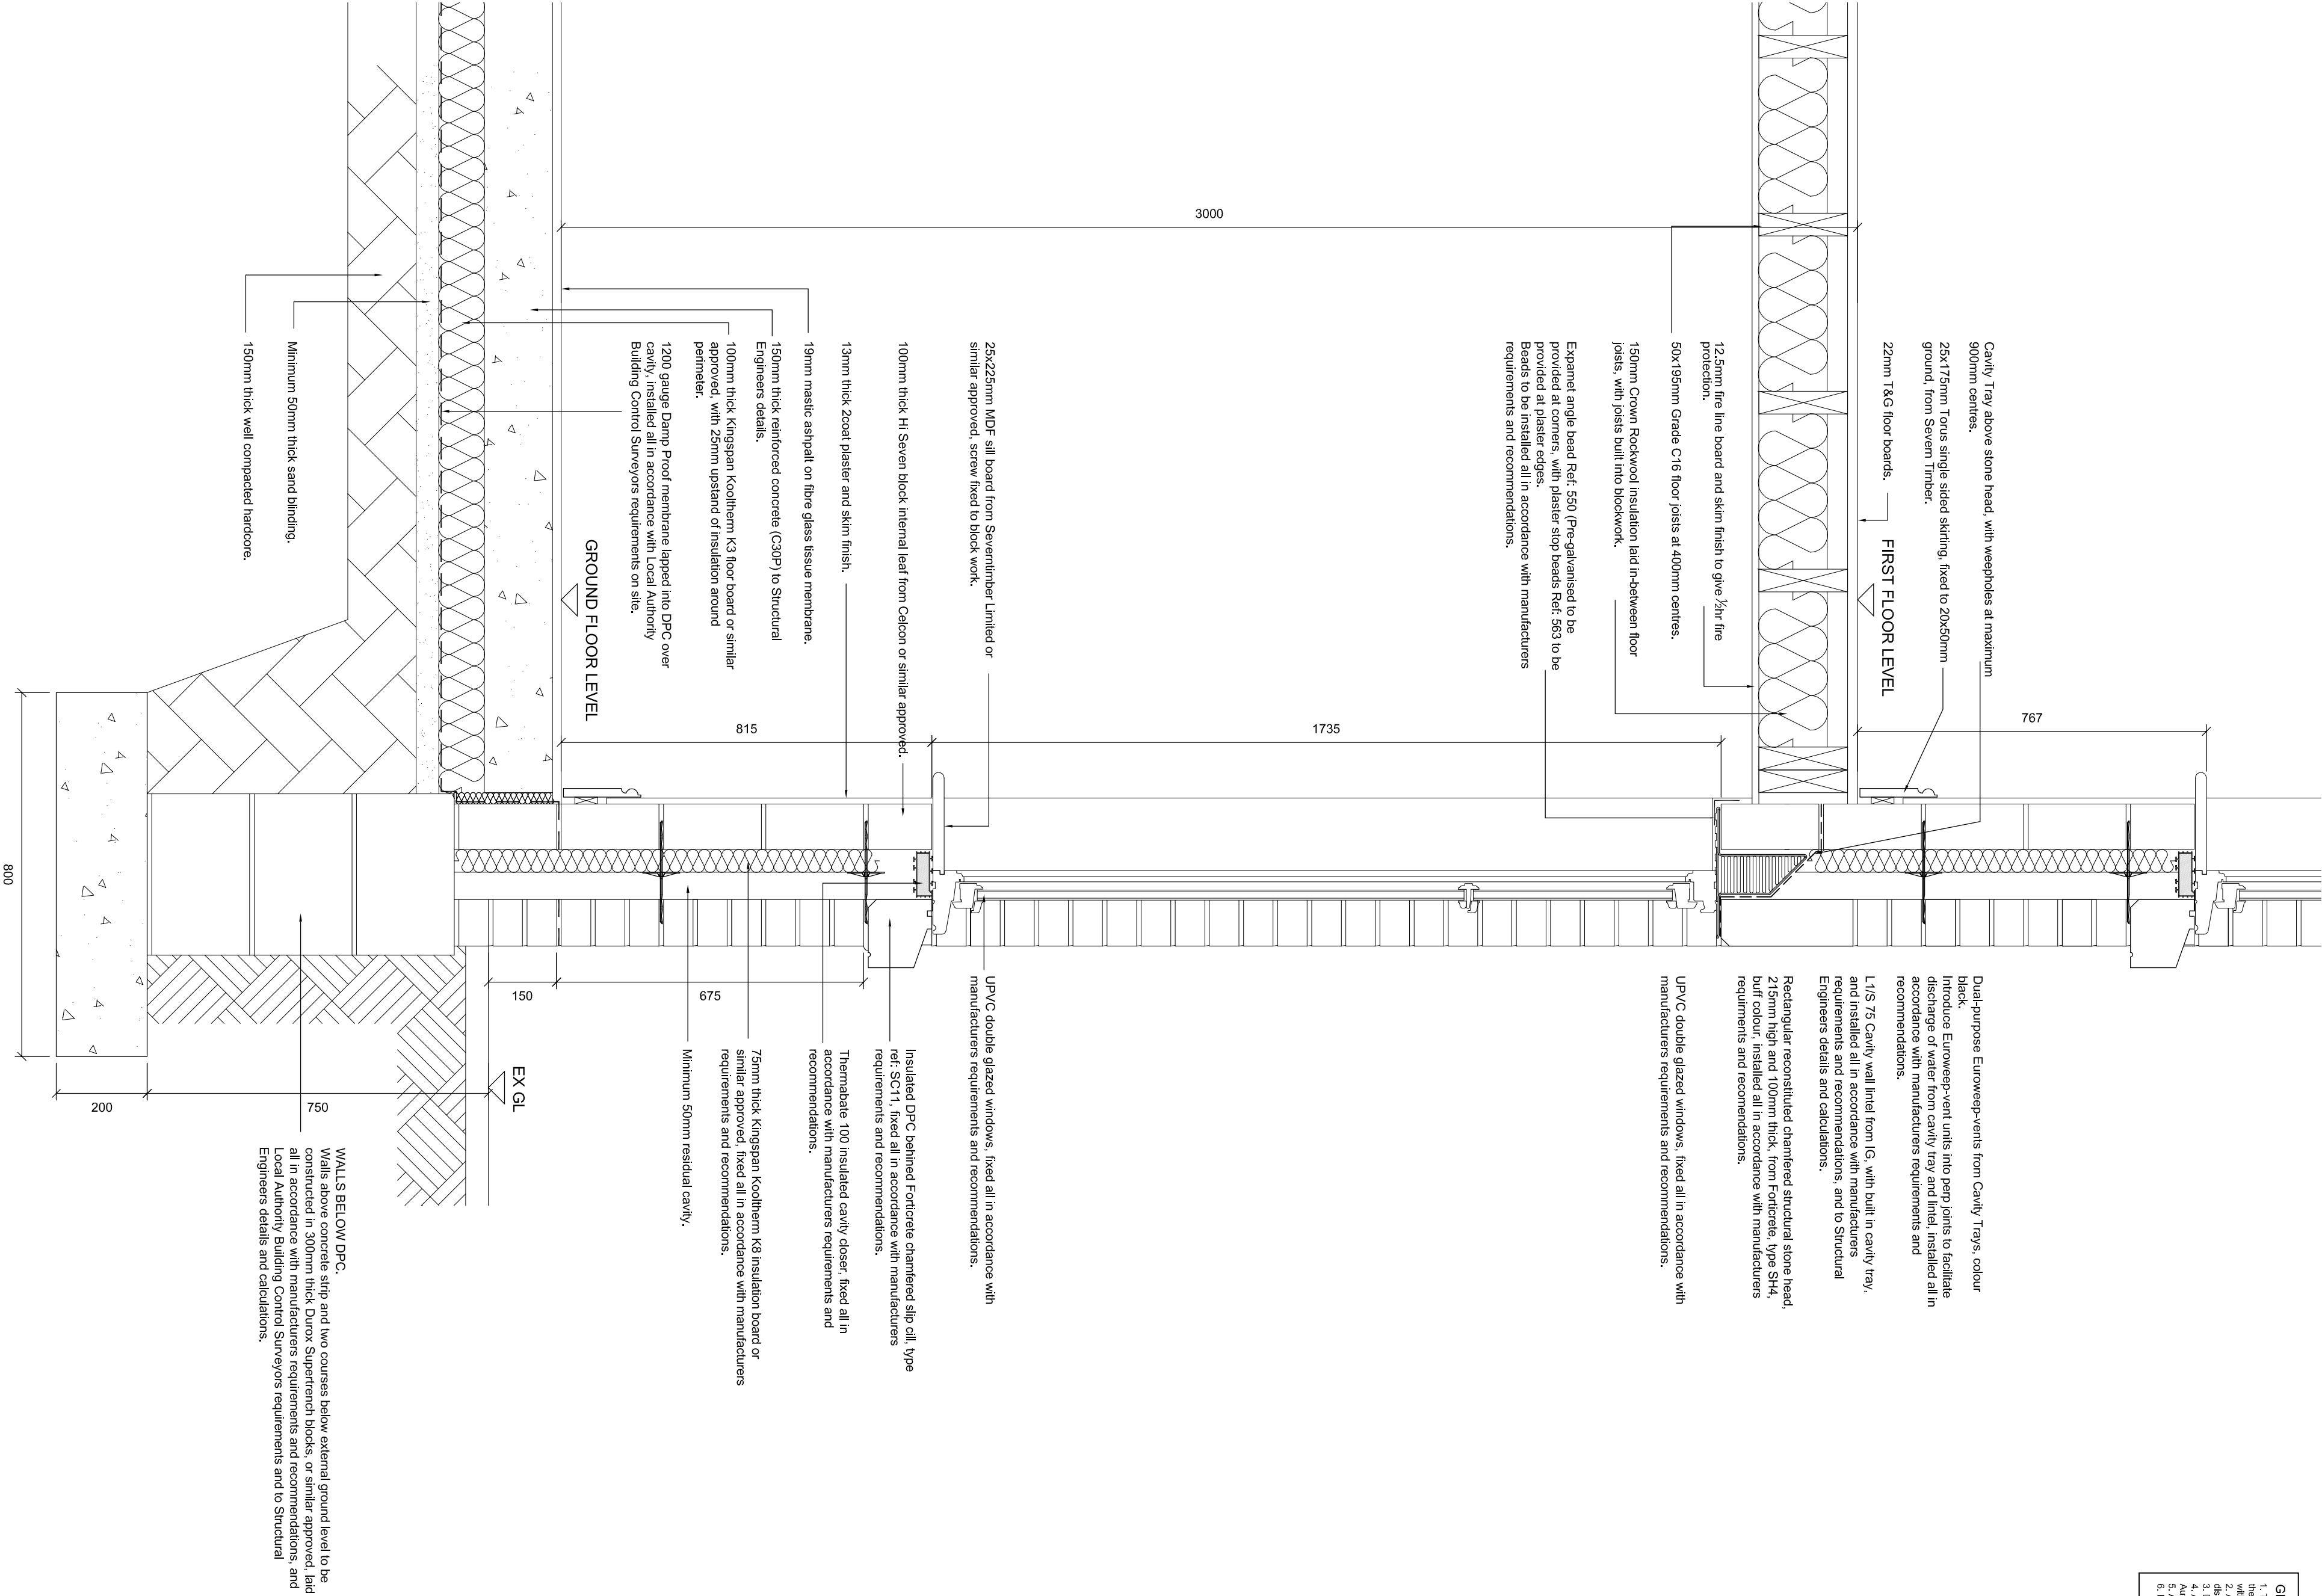 Cavity Tray above stone head, with weepholes at maximum
900mm centres.
25x175mm Torus single sided skirting, fixed to 20x50mm
ground, from Severn Timber.
22mm T&G floor boards.
FIRST FLOOR LEVEL
12.5mm fire line board and skim finish to give ½hr fire
protection.
50x195mm Grade C16 floor joists at 400mm centres.
150mm Crown Rockwool insulation laid in-between floor
joists, with joists built into blockwork.
Expamet angle bead Ref: 550 (Pre-galvanised to be
provided at corners, with plaster stop beads Ref: 563 to be
provided at plaster edges.
Beads to be installed all in accordance with manufacturers
requirements and recommendations.
25x225mm MDF sill board from Severntimber Limited or
similar approved, screw fixed to block work.
100mm thick Hi Seven block internal leaf from Celcon or similar approved.
13mm thick 2coat plaster and skim finish.
19mm mastic ashpalt on fibre glass tissue membrane.
150mm thick reinforced concrete (C30P) to Structural
Engineers details.
100mm thick Kingspan Kooltherm K3 floor board or similar
approved, with 25mm upstand of insulation around
perimeter.
1200 gauge Damp Proof membrane lapped into DPC over
cavity, installed all in accordance with Local Authority
Building Control Surveyors requirements on site.
GROUND FLOOR LEVEL
Minimum 50mm thick sand blinding.
150mm thick well compacted hardcore.
3000
767
1735
815
675
150
750
200
800
EX GL
Dual-purpose Euroweep-vents from Cavity Trays, colour
black.
Introduce Euroweep-vent units into perp joints to facilitate
discharge of water from cavity tray and lintel, installed all in
accordance with manufacturers requirements and
recommendations.
L1/S 75 Cavity wall lintel from IG, with built in cavity tray,
and installed all in accordance with manufacturers
requirements and recommendations, and to Structural
Engineers details and calculations.
Rectangular reconstituted chamfered structural stone head,
215mm high and 100mm thick, from Forticrete, type SH4,
buff colour, installed all in accordance with manufacturers
requirments and recomendations.
UPVC double glazed windows, fixed all in accordance with
manufacturers requirements and recommendations.
UPVC double glazed windows, fixed all in accordance with
manufacturers requirements and recommendations.
Insulated DPC behined Forticrete chamfered slip cill, type
ref: SC11, fixed all in accordance with manufacturers
requirements and recommendations.
Thermabate 100 insulated cavity closer, fixed all in
accordance with manufacturers requirements and
recommendations.
75mm thick Kingspan Kooltherm K8 insulation board or
similar approved, fixed all in accordance with manufacturers
requirements and recommendations.
Minimum 50mm residual cavity.
WALLS BELOW DPC.
Walls above concrete strip and two courses below external ground level to be
constructed in 300mm thick Durox Supertrench blocks, or similar approved, laid
all in accordance with manufacturers requirements and recommendations, and
Local Authority Building Control Surveyors requirements and to Structural
Engineers details and calculations.